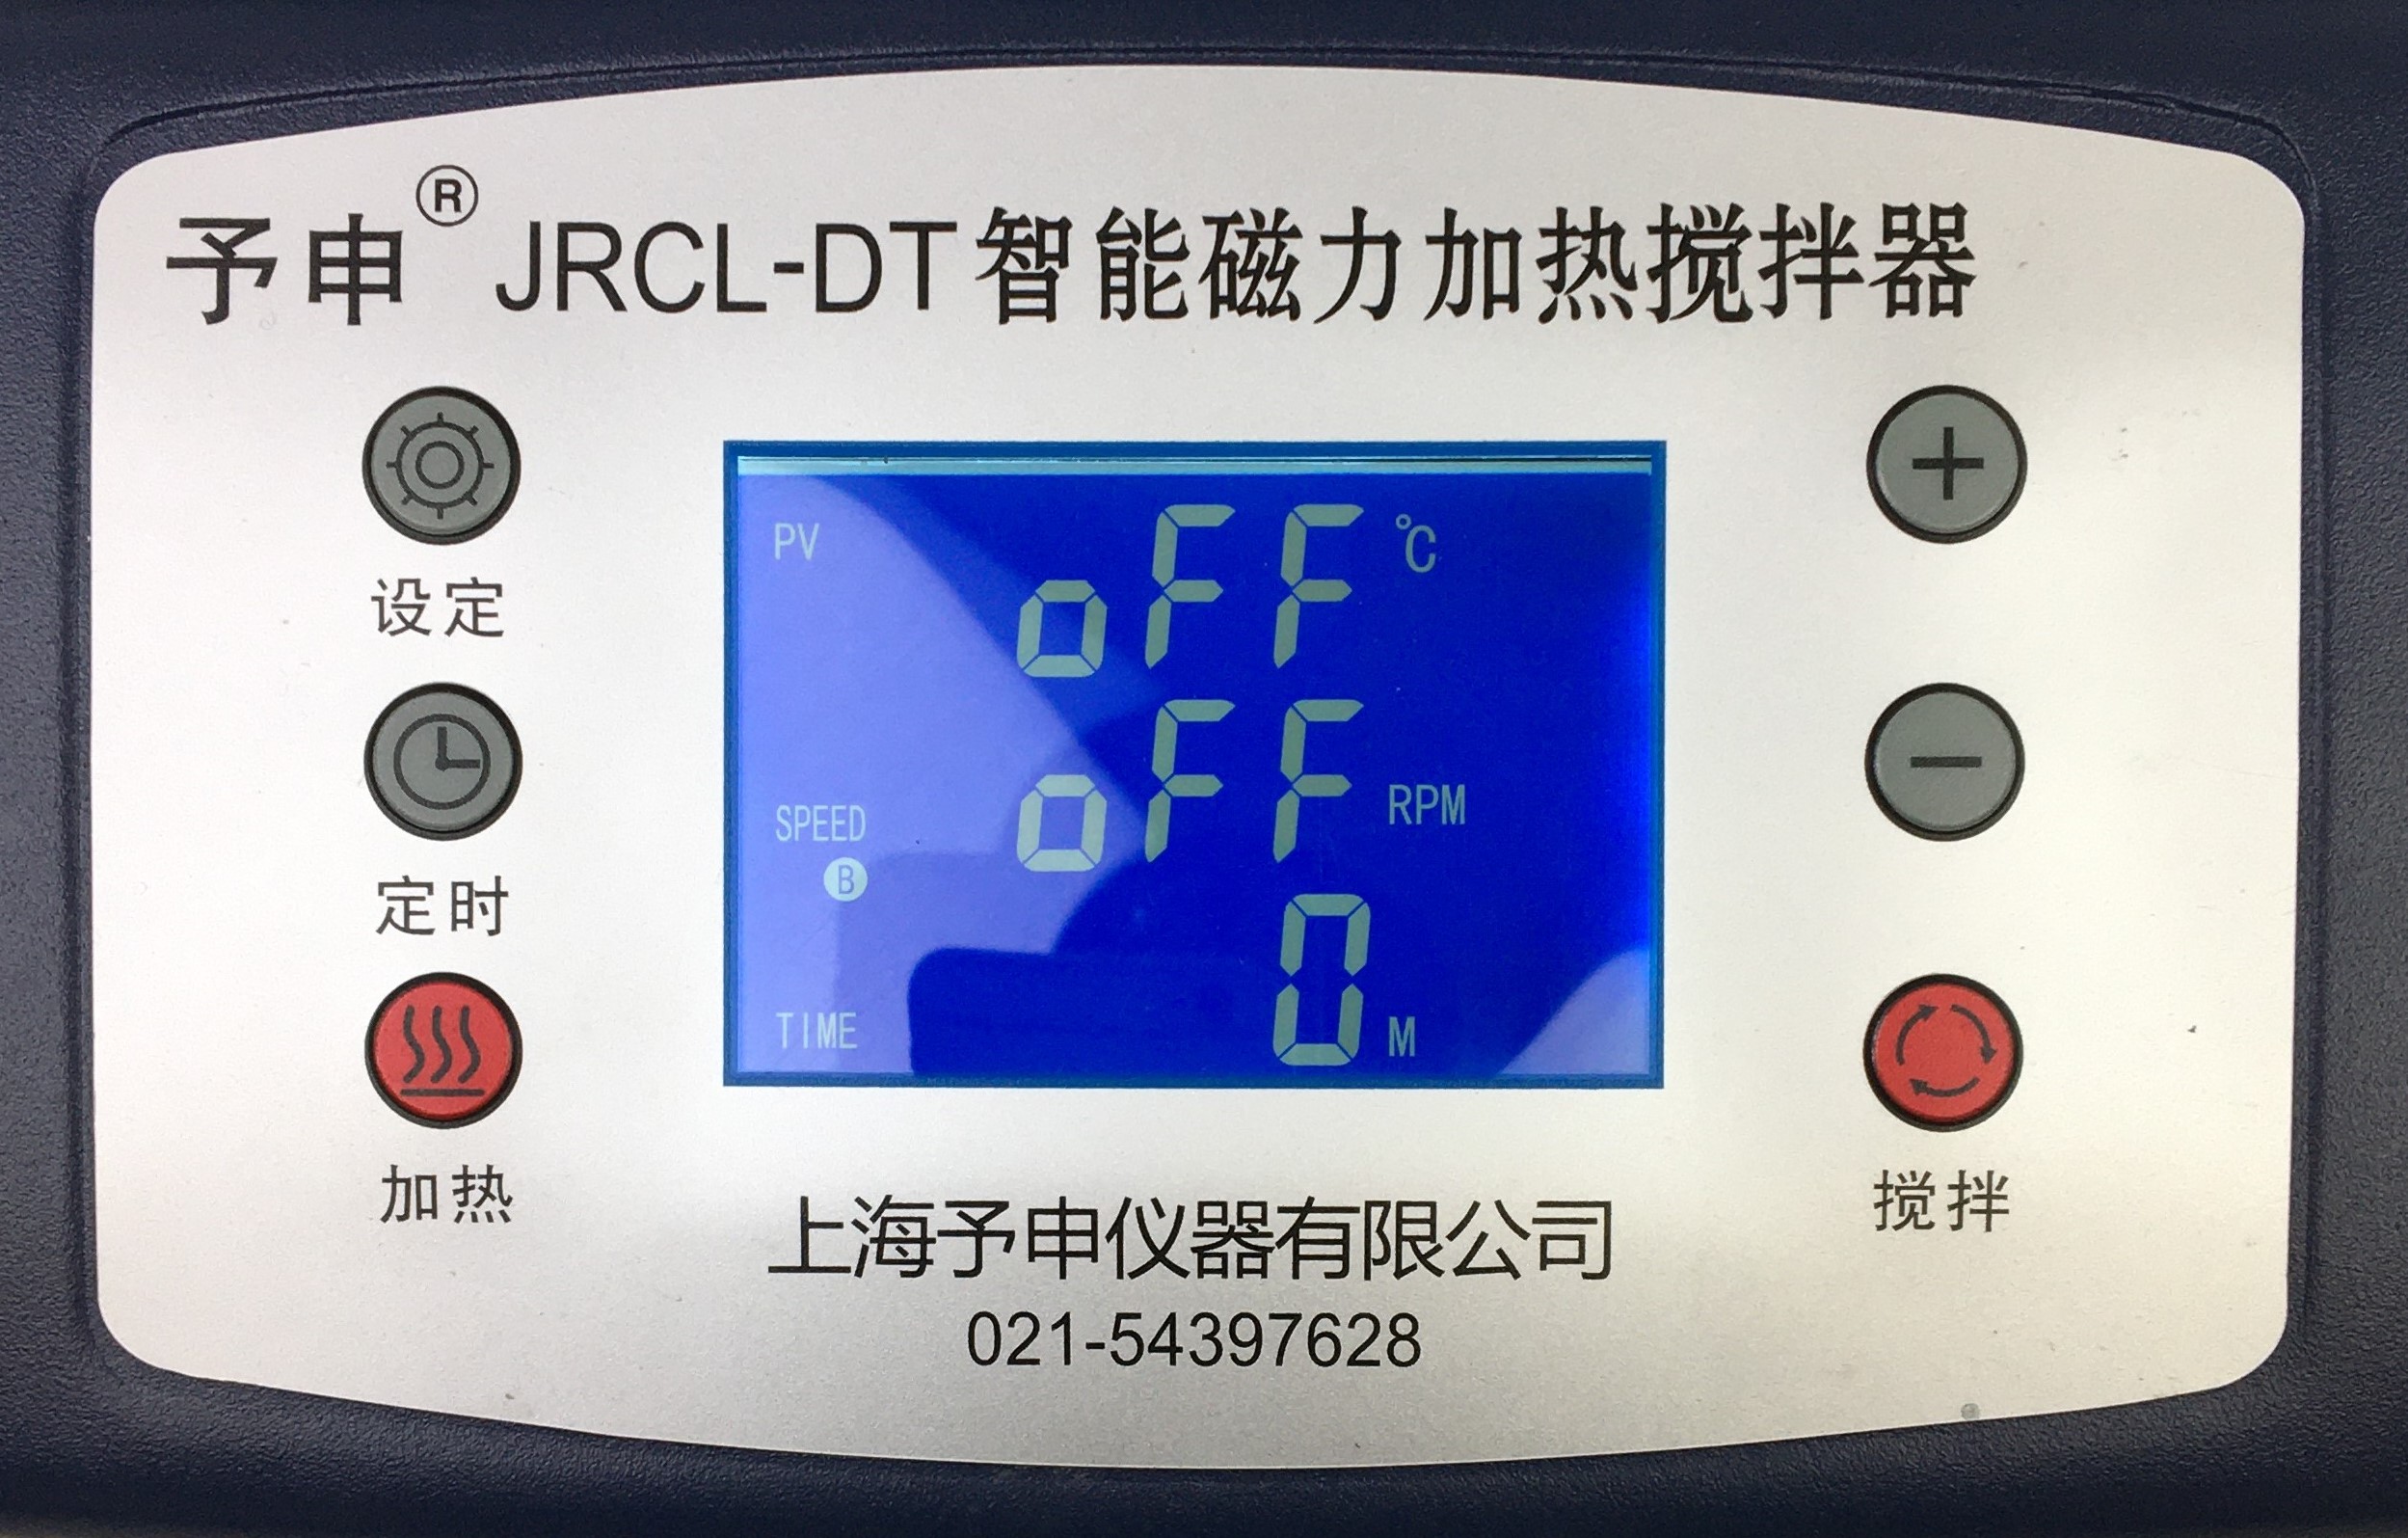 予申® JRCL-DT智能磁力加热搅拌器
设定
PV oFF ℃
定时
SPEED oFF RPM
B
TIME 0 M
加热
搅拌
上海予申仪器有限公司
021-54397628